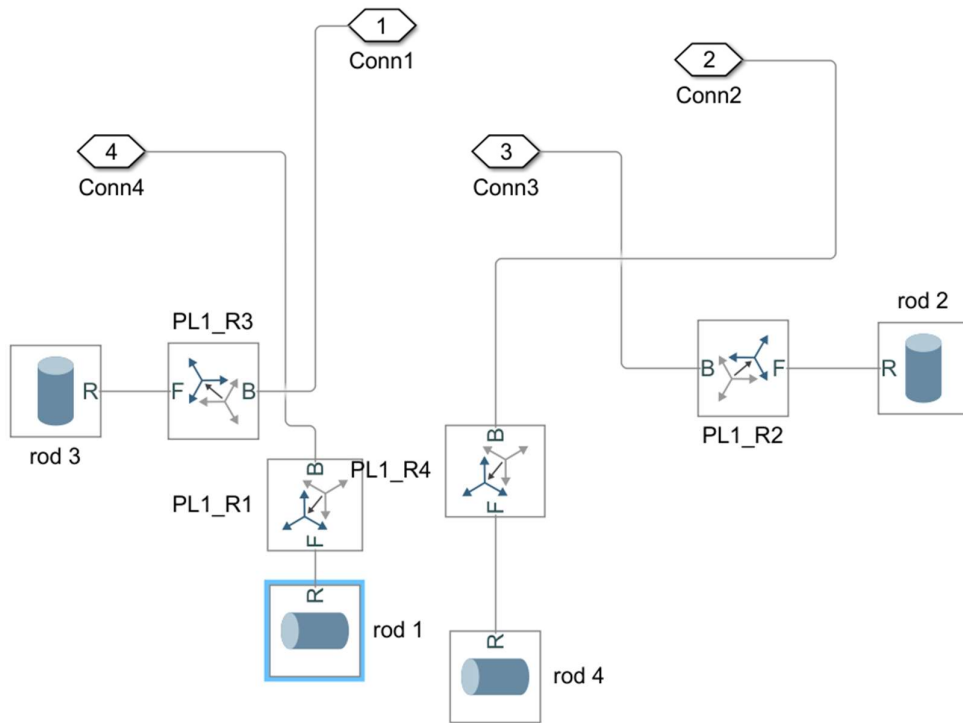 1
Conn1
2
Conn2
4
Conn4
3
Conn3
PL1_R3
R
F
B
rod 3
rod 2
B
F
R
PL1_R2
B
PL1_R1
F
R
rod 1
B
PL1_R4
F
R
rod 4